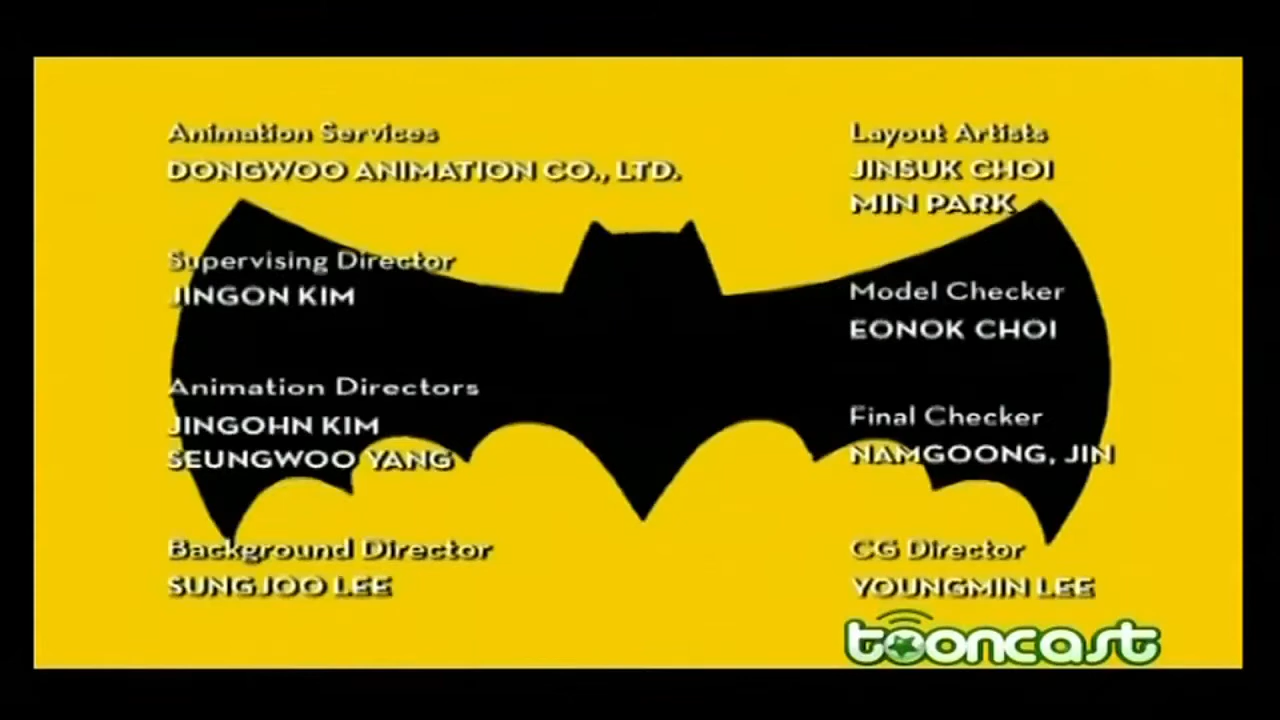 Animation Services
DONGWOO ANIMATION CO., LTD.
Supervising Director
JINGON KIM
Animation Directors
JINGOHN KIM
SEUNGWOO YANG
Background Director
SUNGJOO LEE
Layout Artists
JINSUK CHOI
MIN PARK
Model Checker
EONOK CHOI
Final Checker
NAMGOONG, JIN
CG Director
YOUNGMIN LEE
tooncast